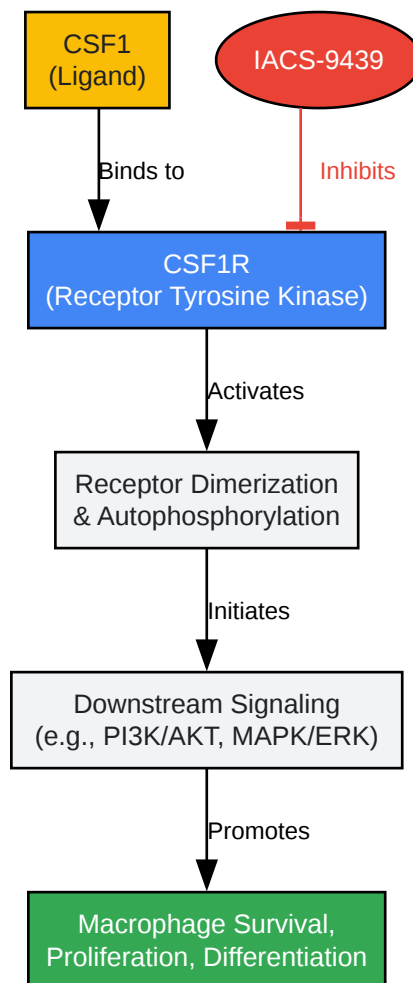 CSF1
(Ligand)
IACS-9439
Binds to
Inhibits
CSF1R
(Receptor Tyrosine Kinase)
Activates
Receptor Dimerization
& Autophosphorylation
Initiates
Downstream Signaling
(e.g., PI3K/AKT, MAPK/ERK)
Promotes
Macrophage Survival,
Proliferation, Differentiation